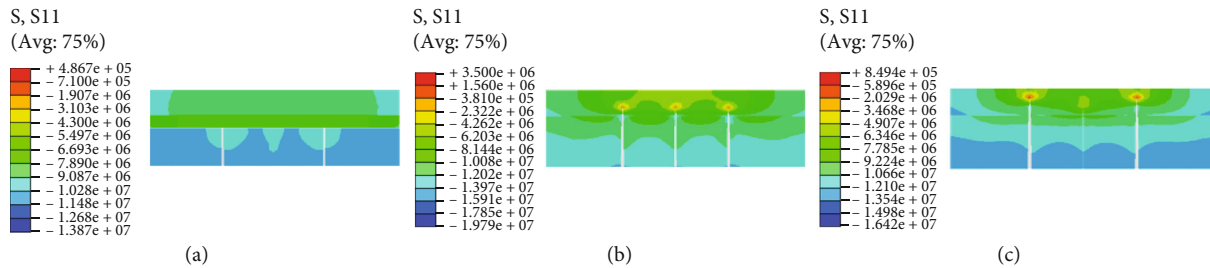 S, S11
(Avg: 75%)
+ 4.867e + 05
– 7.100e + 05
– 1.907e + 06
– 3.103e + 06
– 4.300e + 06
– 5.497e + 06
– 6.693e + 06
– 7.890e + 06
– 9.087e + 06
– 1.028e + 07
– 1.148e + 07
– 1.268e + 07
– 1.387e + 07
(a)
S, S11
(Avg: 75%)
+ 3.500e + 06
+ 1.560e + 06
– 3.810e + 05
– 2.322e + 06
– 4.262e + 06
– 6.203e + 06
– 8.144e + 06
– 1.008e + 07
– 1.202e + 07
– 1.397e + 07
– 1.591e + 07
– 1.785e + 07
– 1.979e + 07
(b)
S, S11
(Avg: 75%)
+ 8.494e + 05
– 5.896e + 05
– 2.029e + 06
– 3.468e + 06
– 4.907e + 06
– 6.346e + 06
– 7.785e + 06
– 9.224e + 06
– 1.066e + 07
– 1.210e + 07
– 1.354e + 07
– 1.498e + 07
– 1.642e + 07
(c)